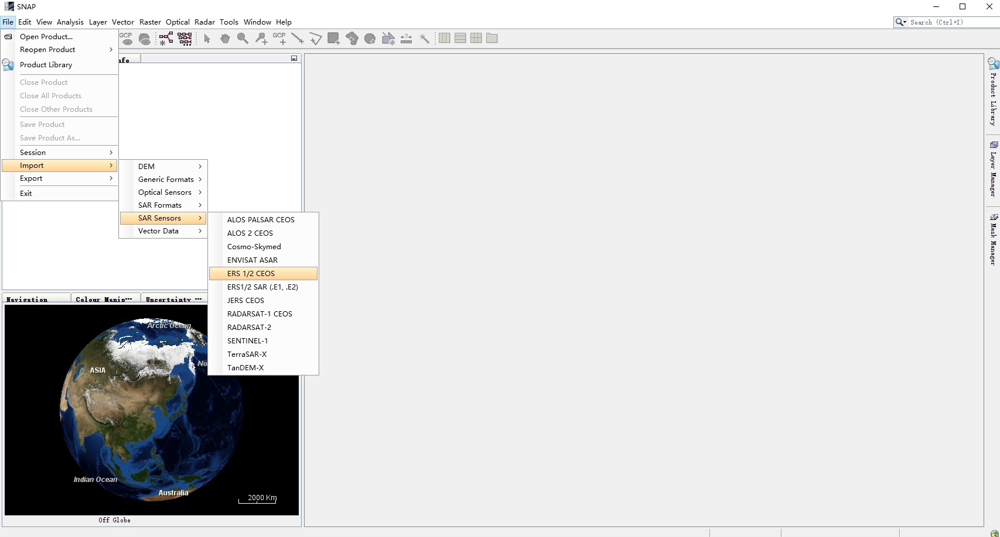 SNAP
File Edit View Analysis Layer Vector Raster Optical Radar Tools Window Help
Search (Ctrl+I)
GCP
GCP
Open Product...
Reopen Product
Product Library
Close Product
Close All Products
Close Other Products
Save Product
Save Product As...
Session
Import
Export
Exit
DEM
Generic Formats
Optical Sensors
SAR Formats
SAR Sensors
Vector Data
ALOS PALSAR CEOS
ALOS 2 CEOS
Cosmo-Skymed
ENVISAT ASAR
ERS 1/2 CEOS
ERS1/2 SAR (.E1, .E2)
JERS CEOS
RADARSAT-1 CEOS
RADARSAT-2
SENTINEL-1
TerraSAR-X
TanDEM-X
Navigation
Colour Manip...
Uncertainty ...
Arctic Ocean
ASIA
No
Indian Ocean
Australia
2000 Km
Off Globe
Product Library
Layer Manager
Mask Manager